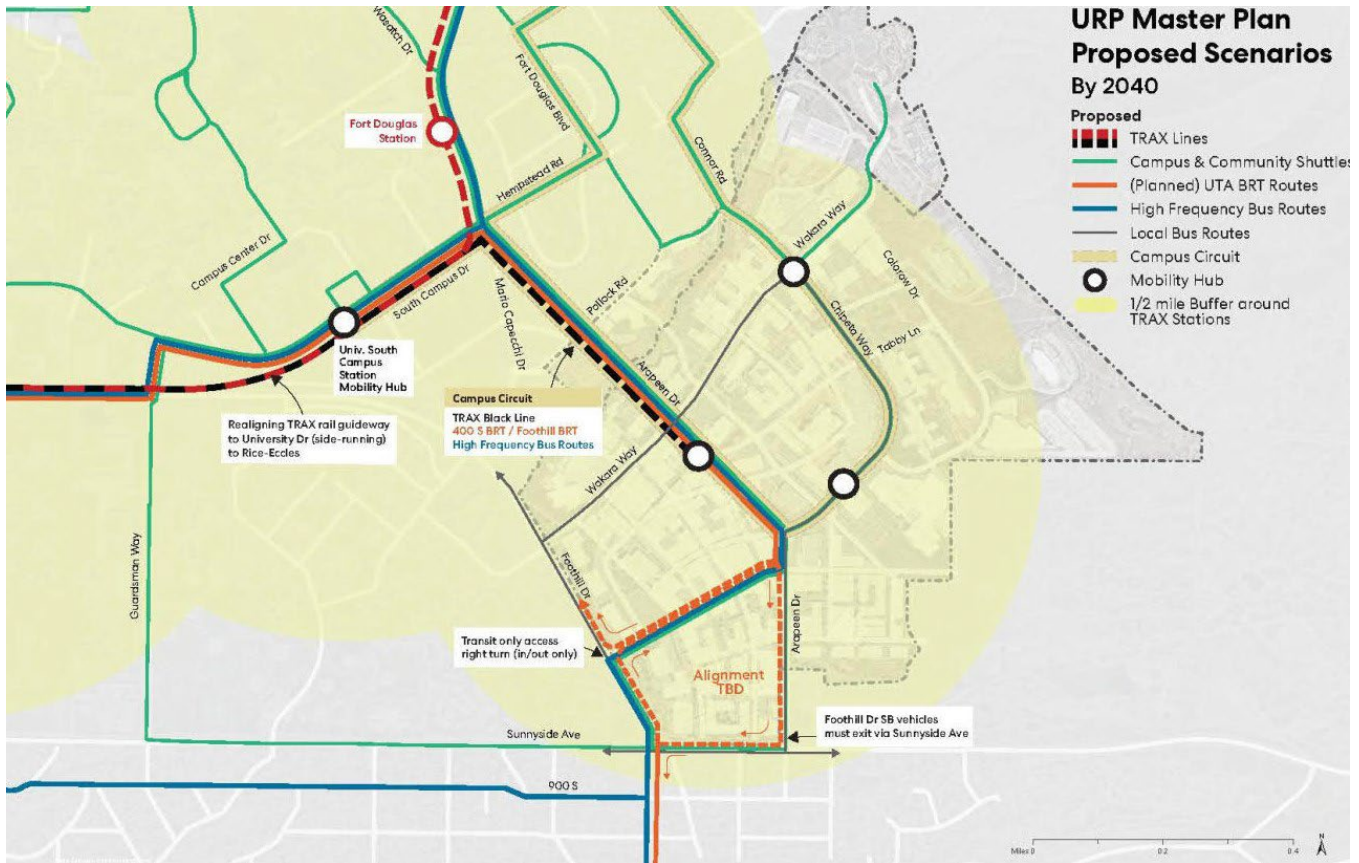 URP Master Plan
Proposed Scenarios
By 2040
Proposed
TRAX Lines
Campus & Community Shuttles
(Planned) UTA BRT Routes
High Frequency Bus Routes
Local Bus Routes
Campus Circuit
Mobility Hub
1/2 mile Buffer around
TRAX Stations
Wasatch Dr
Fort Douglas
Station
Fort Douglas Blvd
Hempstead Rd
Connor Rd
Campus Center Dr
South Campus Dr
Wakara Way
Colorow Dr
Chipeta Way
Tabby Ln
Pollock Rd
Mario Capecchi Dr
Arapeen Dr
Univ. South
Campus
Station
Mobility Hub
Campus Circuit
TRAX Black Line
400 S BRT / Foothill BRT
High Frequency Bus Routes
Realigning TRAX rail guideway
to University Dr (side-running)
to Rice-Eccles
Wakara Way
Guardsman Way
Foothill Dr
Arapeen Dr
Transit only access
right turn (in/out only)
Alignment
TBD
Foothill Dr SB vehicles
must exit via Sunnyside Ave
Sunnyside Ave
900 S
Miles 0 0.2 0.4
N